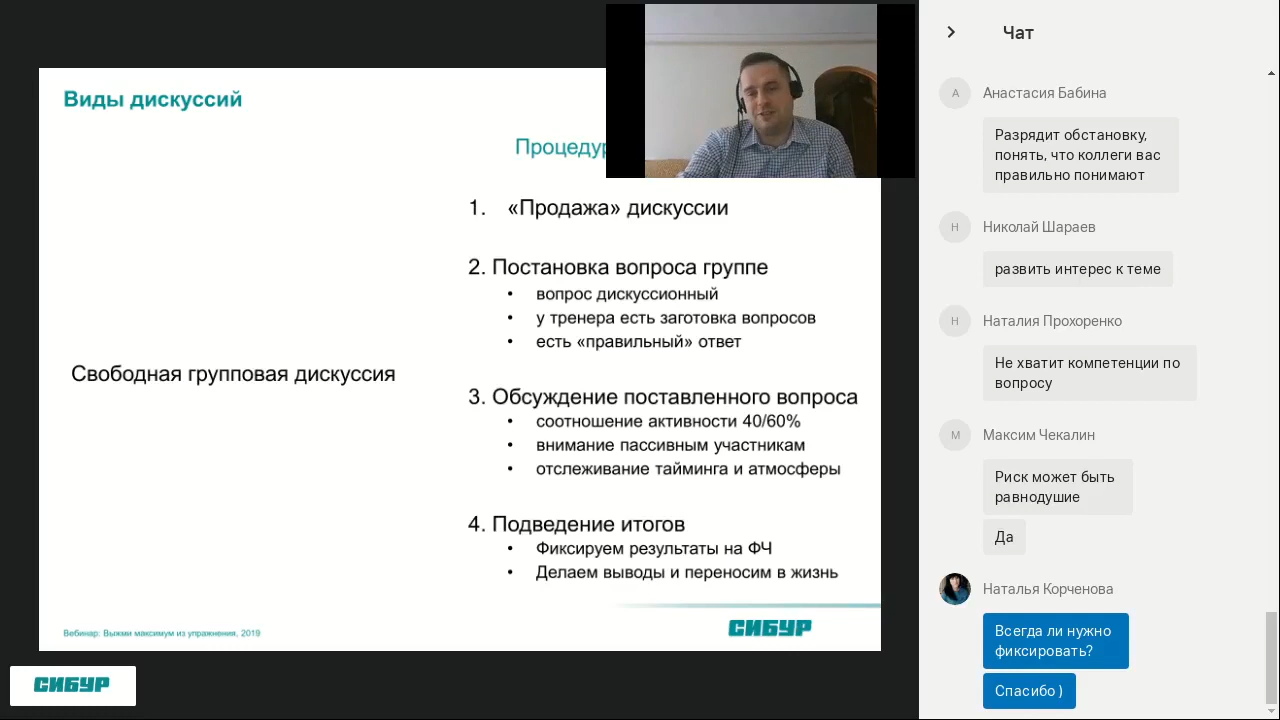 Виды дискуссий
Процедур
1. «Продажа» дискуссии
2. Постановка вопроса группе
• вопрос дискуссионный
• у тренера есть заготовка вопросов
• есть «правильный» ответ
Свободная групповая дискуссия
3. Обсуждение поставленного вопроса
• соотношение активности 40/60%
• внимание пассивным участникам
• отслеживание тайминга и атмосферы
4. Подведение итогов
• Фиксируем результаты на ФЧ
• Делаем выводы и переносим в жизнь
Вебинар: Выжми максимум из упражнения, 2019
СИБУР
СИБУР
Чат
А
Анастасия Бабина
Разрядит обстановку,
понять, что коллеги вас
правильно понимают
Н
Николай Шараев
развить интерес к теме
Н
Наталия Прохоренко
Не хватит компетенции по
вопросу
М
Максим Чекалин
Риск может быть
равнодушие
Да
Наталья Корченова
Всегда ли нужно
фиксировать?
Спасибо )